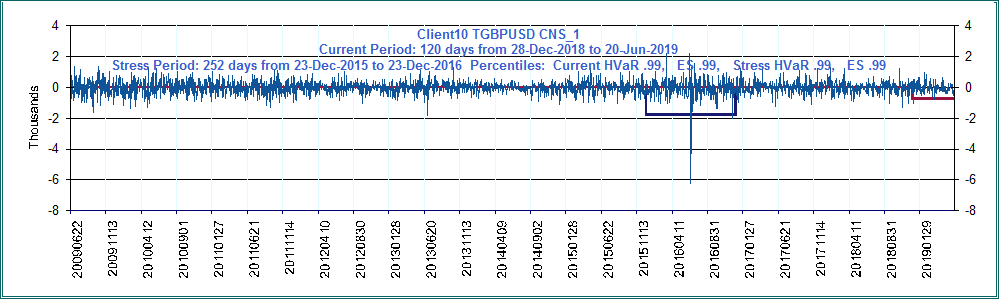 Client10 TGBPUSD CNS_1
Current Period: 120 days from 28-Dec-2018 to 20-Jun-2019
Stress Period: 252 days from 23-Dec-2015 to 23-Dec-2016 Percentiles: Current HVaR .99, ES .99, Stress HVaR .99, ES .99
Thousands
4 4
2 2
0 0
-2 -2
-4 -4
-6 -6
-8 -8
20090622 20091113 20100412 20100901 20110127 20110621 20111114 20120410 20120830 20130128 20130620 20131113 20140409 20140902 20150128 20150622 20151113 20160411 20160831 20170127 20170621 20171114 20180411 20180831 20190129